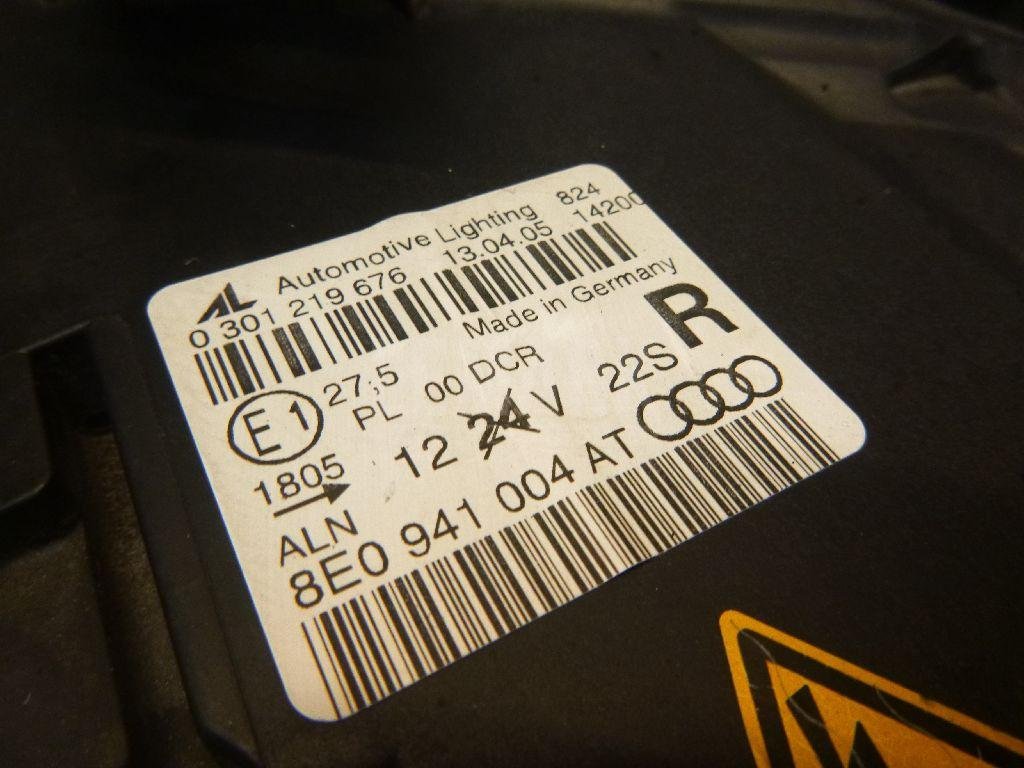 AL Automotive Lighting 824
0 301 219 676 13.04.05 14200
Made in Germany
E1 27;5 00 DCR R
PL 12 24 V 22S
1805
ALN
8E0 941 004 AT